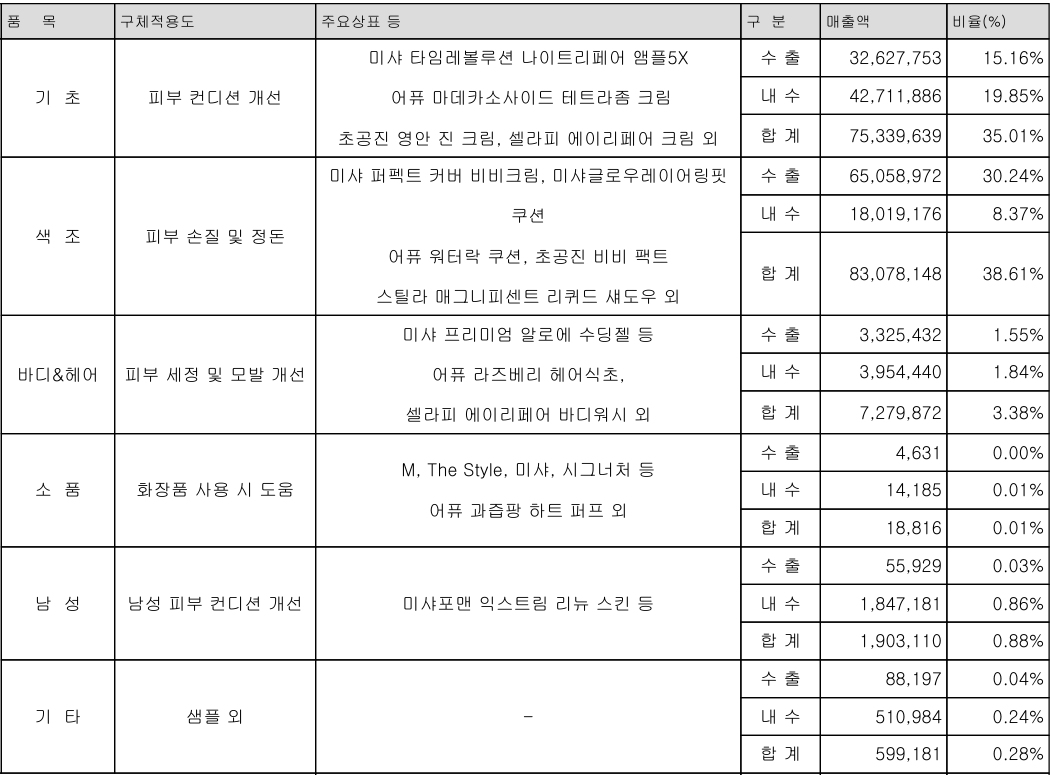 품 목 구체적용도 주요상표 등 구 분 매출액 비율(%)
기 초 피부 컨디션 개선
미샤 타임레볼루션 나이트리페어 앰플5X
어퓨 마데카소사이드 테트라좀 크림
초공진 영안 진 크림, 셀라피 에이리페어 크림 외
수 출 32,627,753 15.16%
내 수 42,711,886 19.85%
합 계 75,339,639 35.01%
색 조 피부 손질 및 정돈
미샤 퍼펙트 커버 비비크림, 미샤글로우레이어링핏
쿠션
어퓨 워터락 쿠션, 초공진 비비 팩트
스틸라 매그니피센트 리퀴드 섀도우 외
수 출 65,058,972 30.24%
내 수 18,019,176 8.37%
합 계 83,078,148 38.61%
바디&헤어 피부 세정 및 모발 개선
미샤 프리미엄 알로에 수딩젤 등
어퓨 라즈베리 헤어식초,
셀라피 에이리페어 바디워시 외
수 출 3,325,432 1.55%
내 수 3,954,440 1.84%
합 계 7,279,872 3.38%
소 품 화장품 사용 시 도움
M, The Style, 미샤, 시그너처 등
어퓨 과즙팡 하트 퍼프 외
수 출 4,631 0.00%
내 수 14,185 0.01%
합 계 18,816 0.01%
남 성 남성 피부 컨디션 개선
미샤포맨 익스트림 리뉴 스킨 등
수 출 55,929 0.03%
내 수 1,847,181 0.86%
합 계 1,903,110 0.88%
기 타 샘플 외
-
수 출 88,197 0.04%
내 수 510,984 0.24%
합 계 599,181 0.28%